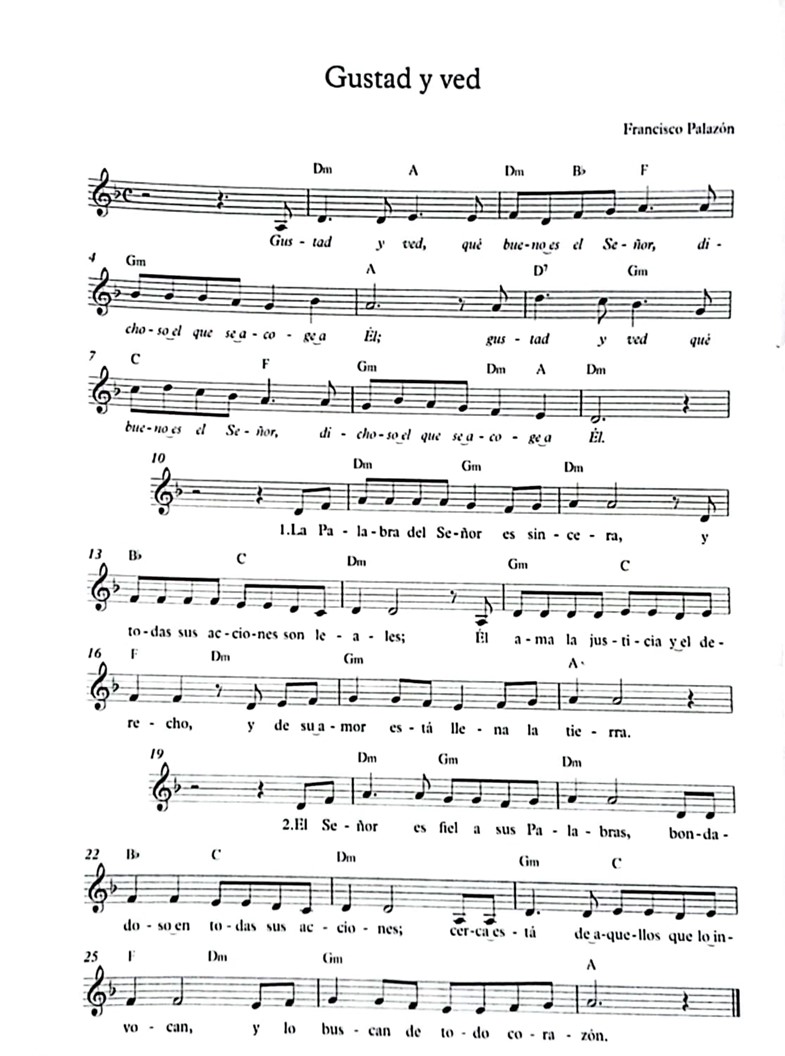 Gustad y ved
Francisco Palazón
Dm A Dm B♭ F
Gus - tad y ved, qué bue-no es el Se - ñor, di -
4 Gm A D7 Gm
cho - so el que se a - co - ge a Él; gus - tad y ved qué
7 C F Gm Dm A Dm
bue-no es el Se - ñor, di - cho-so el que se a - co - ge a Él.
10 Dm Gm Dm
1.La Pa - la-bra del Se-ñor es sin - ce - ra, y
13 B♭ C Dm Gm C
to-das sus ac-cio-nes son le - a - les; Él a - ma la jus - ti - cia y el de -
16 F Dm Gm A
re - cho, y de su a - mor es - tá lle - na la tie - rra.
19 Dm Gm Dm
2.El Se - ñor es fiel a sus Pa - la - bras, bon-da -
22 B♭ C Dm Gm C
do - so en to - das sus ac - cio - nes; cer-ca es - tá de a-que-llos que lo in-
25 F Dm Gm A
vo - can, y lo bus - can de to - do co - ra - zón.